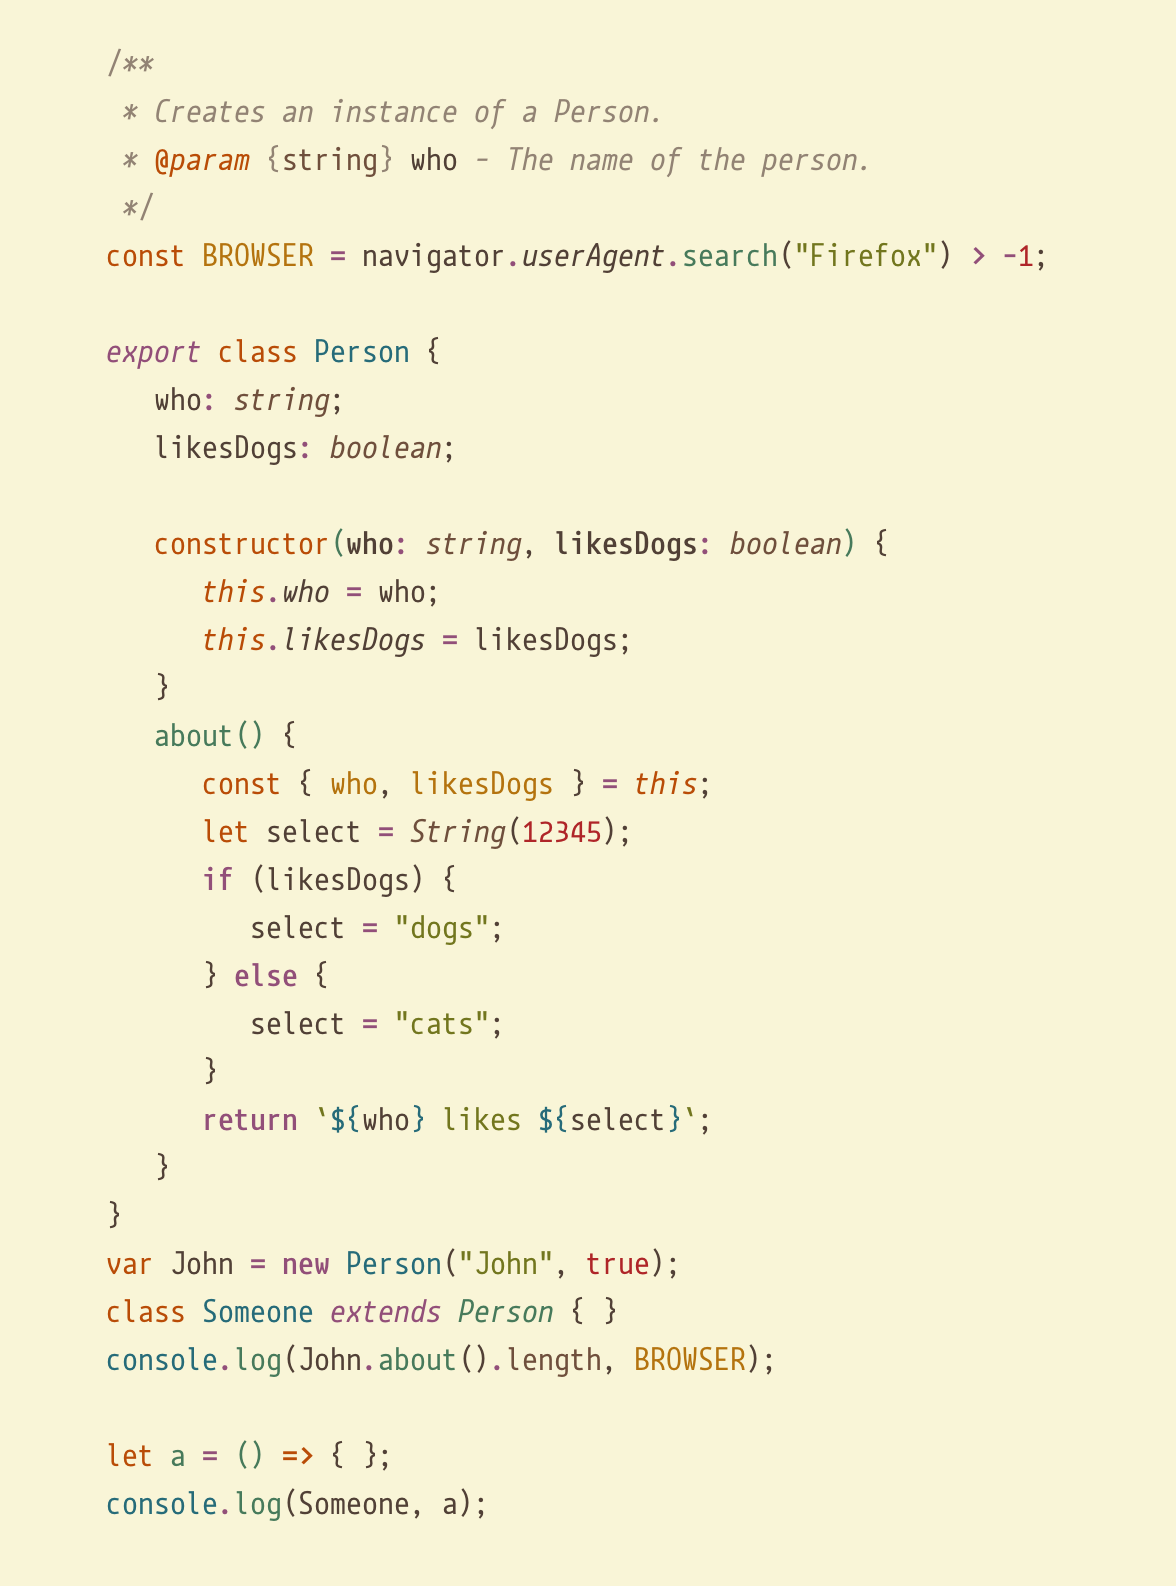 /**
 * Creates an instance of a Person.
 * @param {string} who - The name of the person.
 */
const BROWSER = navigator.userAgent.search("Firefox") > -1;

export class Person {
   who: string;
   likesDogs: boolean;

   constructor(who: string, likesDogs: boolean) {
      this.who = who;
      this.likesDogs = likesDogs;
   }
   about() {
      const { who, likesDogs } = this;
      let select = String(12345);
      if (likesDogs) {
         select = "dogs";
      } else {
         select = "cats";
      }
      return `${who} likes ${select}`;
   }
}
var John = new Person("John", true);
class Someone extends Person { }
console.log(John.about().length, BROWSER);

let a = () => { };
console.log(Someone, a);